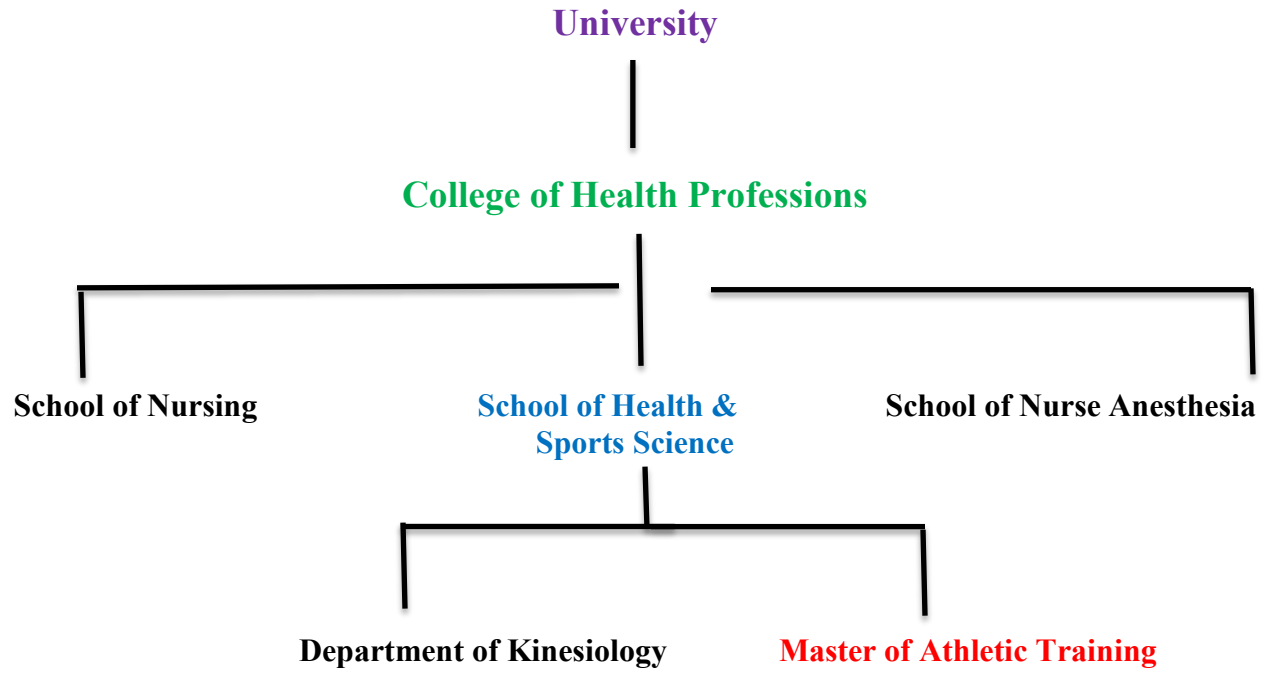 University
College of Health Professions
School of Nursing
School of Health &
Sports Science
School of Nurse Anesthesia
Department of Kinesiology
Master of Athletic Training